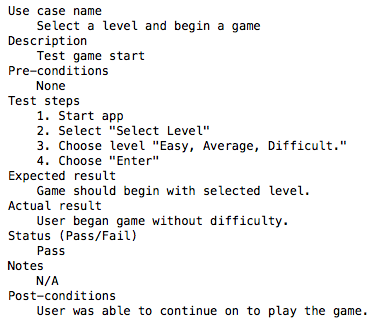 Use case name
Select a level and begin a game
Description
Test game start
Pre-conditions
None
Test steps
1. Start app
2. Select "Select Level"
3. Choose level "Easy, Average, Difficult."
4. Choose "Enter"
Expected result
Game should begin with selected level.
Actual result
User began game without difficulty.
Status (Pass/Fail)
Pass
Notes
N/A
Post-conditions
User was able to continue on to play the game.